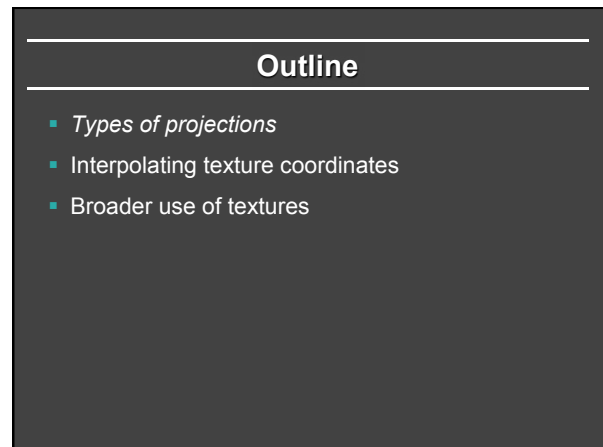 Outline
Types of projections
Interpolating texture coordinates
Broader use of textures